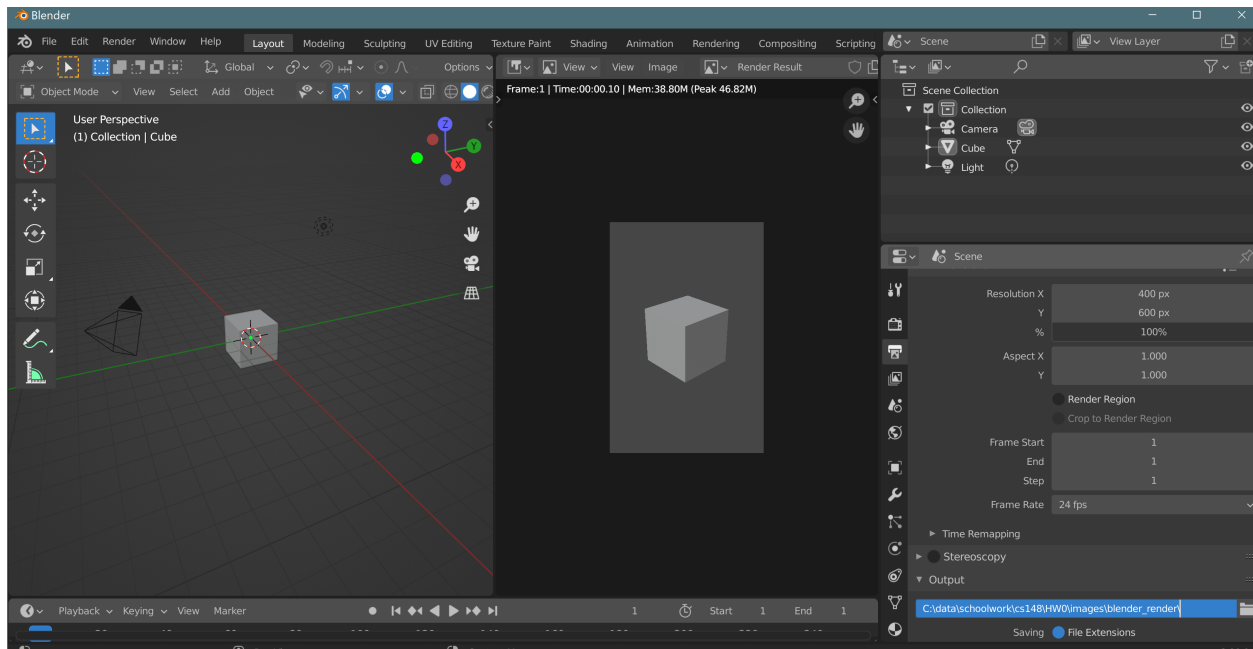 Blender
File Edit Render Window Help Layout Modeling Sculpting UV Editing Texture Paint Shading Animation Rendering Compositing Scripting Scene View Layer
Global Options View View Image Render Result
Object Mode View Select Add Object
Frame:1 | Time:00:00.10 | Mem:38.80M (Peak 46.82M)
User Perspective
(1) Collection | Cube
Z
Y
X
Scene Collection
Collection
Camera
Cube
Light
Scene
Resolution X 400 px
Y 600 px
% 100%
Aspect X 1.000
Y 1.000
Render Region
Crop to Render Region
Frame Start 1
End 1
Step 1
Frame Rate 24 fps
Time Remapping
Stereoscopy
Output
C:\data\schoolwork\cs148\HW0\images\blender_render\
Saving File Extensions
Playback Keying View Marker 1 Start 1 End 1